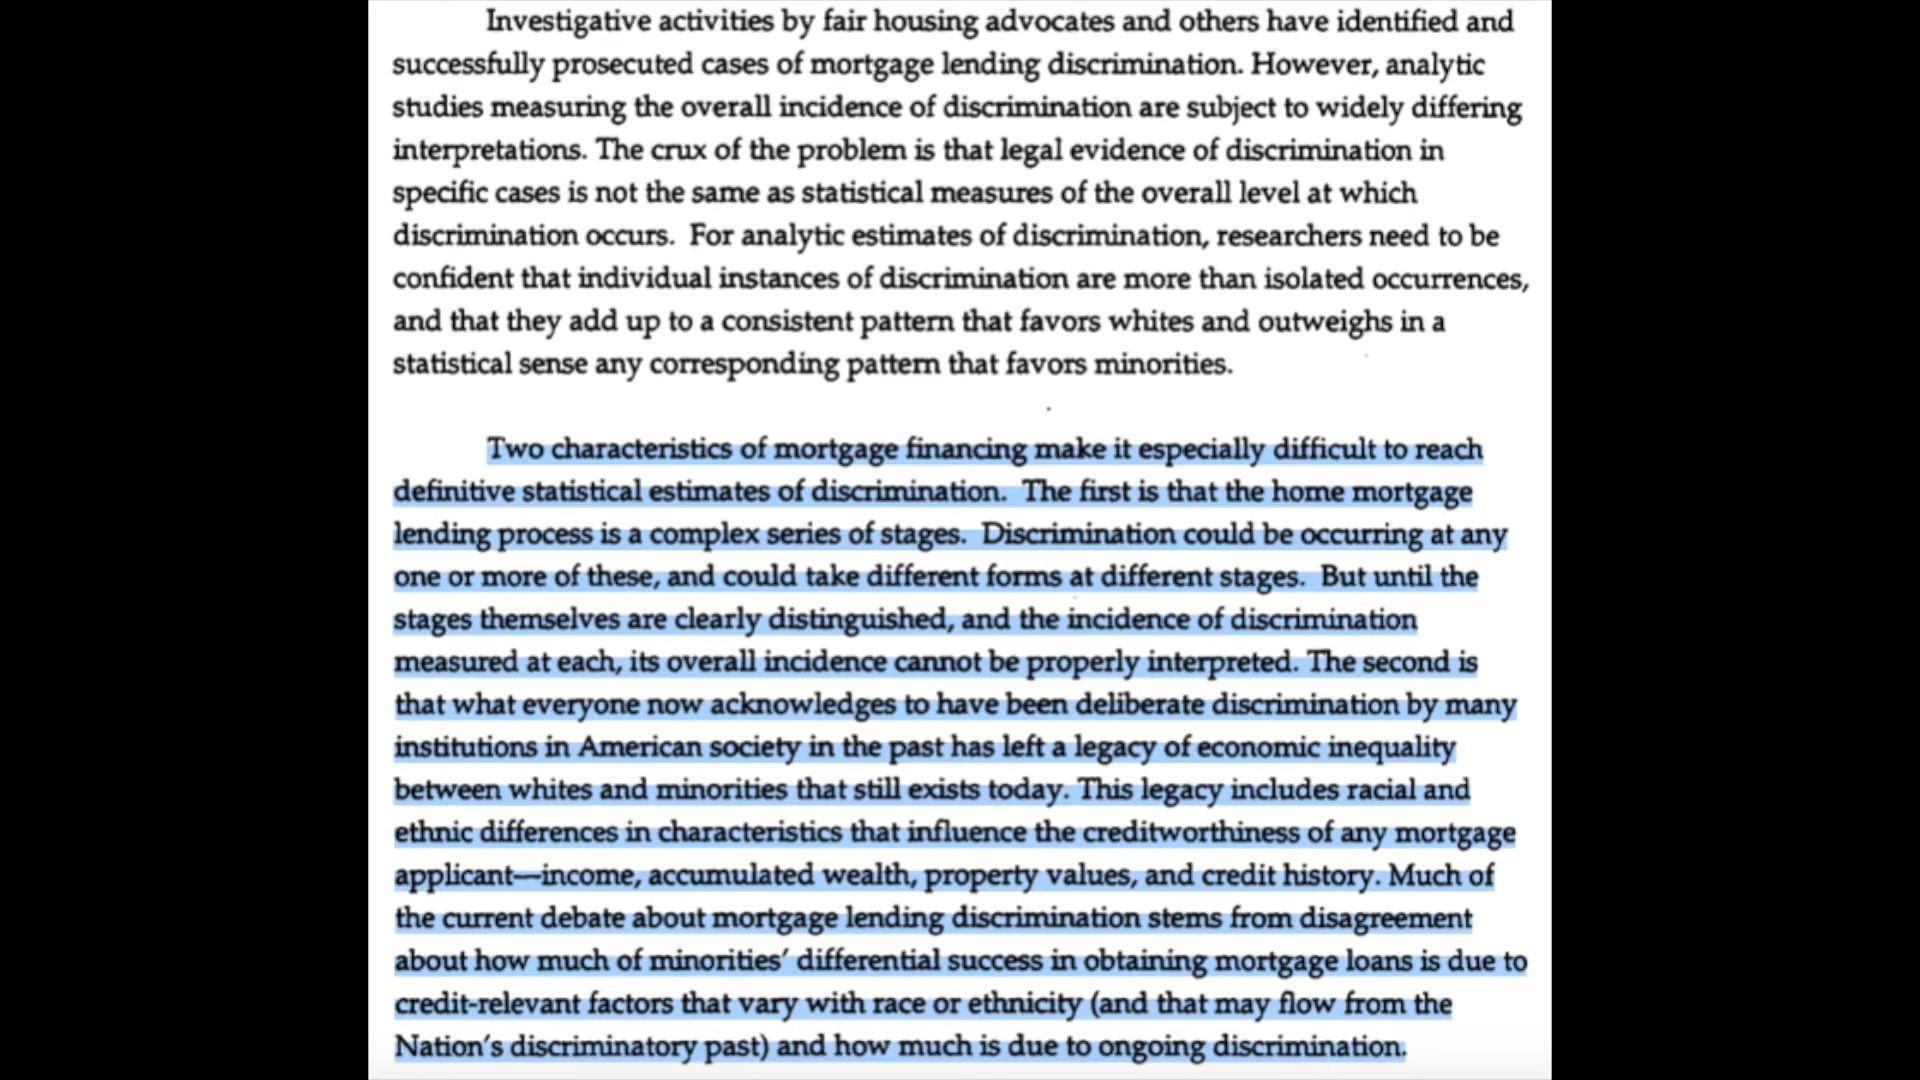 Investigative activities by fair housing advocates and others have identified and
successfully prosecuted cases of mortgage lending discrimination. However, analytic
studies measuring the overall incidence of discrimination are subject to widely differing
interpretations. The crux of the problem is that legal evidence of discrimination in
specific cases is not the same as statistical measures of the overall level at which
discrimination occurs. For analytic estimates of discrimination, researchers need to be
confident that individual instances of discrimination are more than isolated occurrences,
and that they add up to a consistent pattern that favors whites and outweighs in a
statistical sense any corresponding pattern that favors minorities.
Two characteristics of mortgage financing make it especially difficult to reach
definitive statistical estimates of discrimination. The first is that the home mortgage
lending process is a complex series of stages. Discrimination could be occurring at any
one or more of these, and could take different forms at different stages. But until the
stages themselves are clearly distinguished, and the incidence of discrimination
measured at each, its overall incidence cannot be properly interpreted. The second is
that what everyone now acknowledges to have been deliberate discrimination by many
institutions in American society in the past has left a legacy of economic inequality
between whites and minorities that still exists today. This legacy includes racial and
ethnic differences in characteristics that influence the creditworthiness of any mortgage
applicant—income, accumulated wealth, property values, and credit history. Much of
the current debate about mortgage lending discrimination stems from disagreement
about how much of minorities’ differential success in obtaining mortgage loans is due to
credit-relevant factors that vary with race or ethnicity (and that may flow from the
Nation’s discriminatory past) and how much is due to ongoing discrimination.